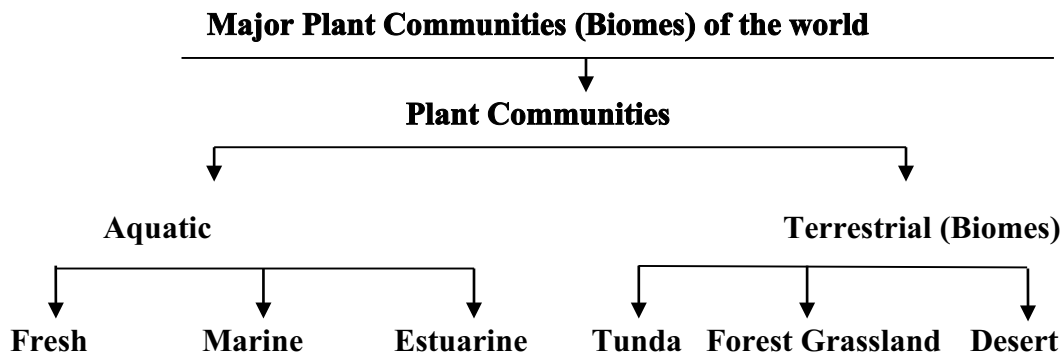 Major Plant Communities (Biomes) of the world
Plant Communities
Aquatic Terrestrial (Biomes)
Fresh Marine Estuarine Tunda Forest Grassland Desert